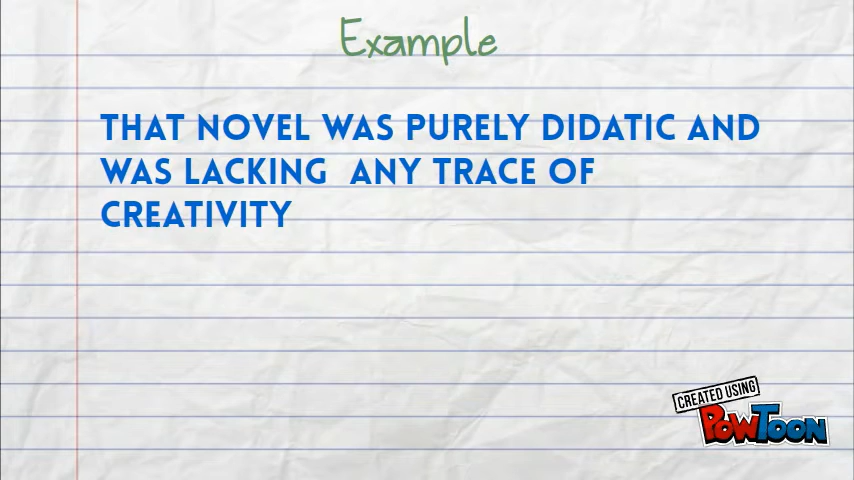 Example
THAT NOVEL WAS PURELY DIDATIC AND
WAS LACKING  ANY TRACE OF
CREATIVITY
CREATED USING
POWTOON